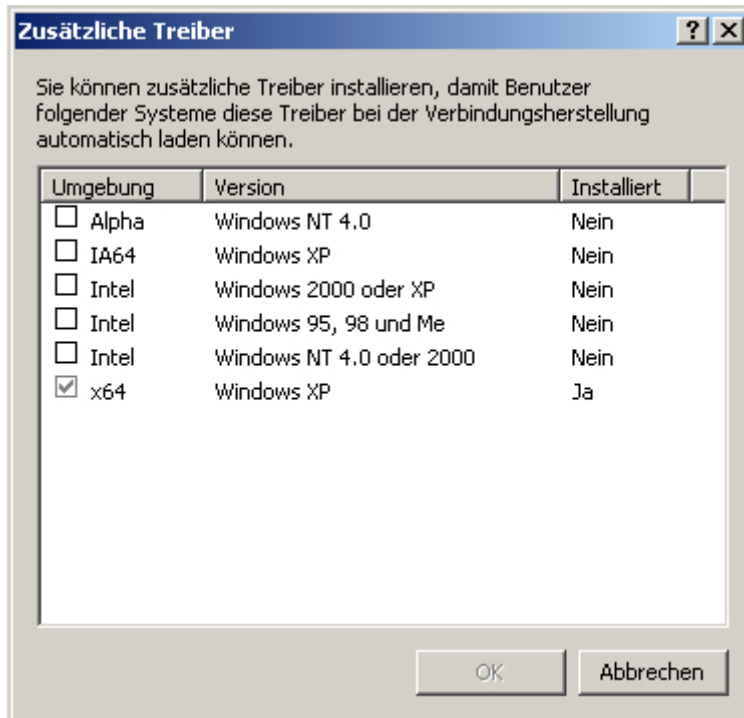 Zusätzliche Treiber
Sie können zusätzliche Treiber installieren, damit Benutzer
folgender Systeme diese Treiber bei der Verbindungsherstellung
automatisch laden können.
Umgebung Version Installiert
Alpha Windows NT 4.0 Nein
IA64 Windows XP Nein
Intel Windows 2000 oder XP Nein
Intel Windows 95, 98 und Me Nein
Intel Windows NT 4.0 oder 2000 Nein
x64 Windows XP Ja
OK Abbrechen